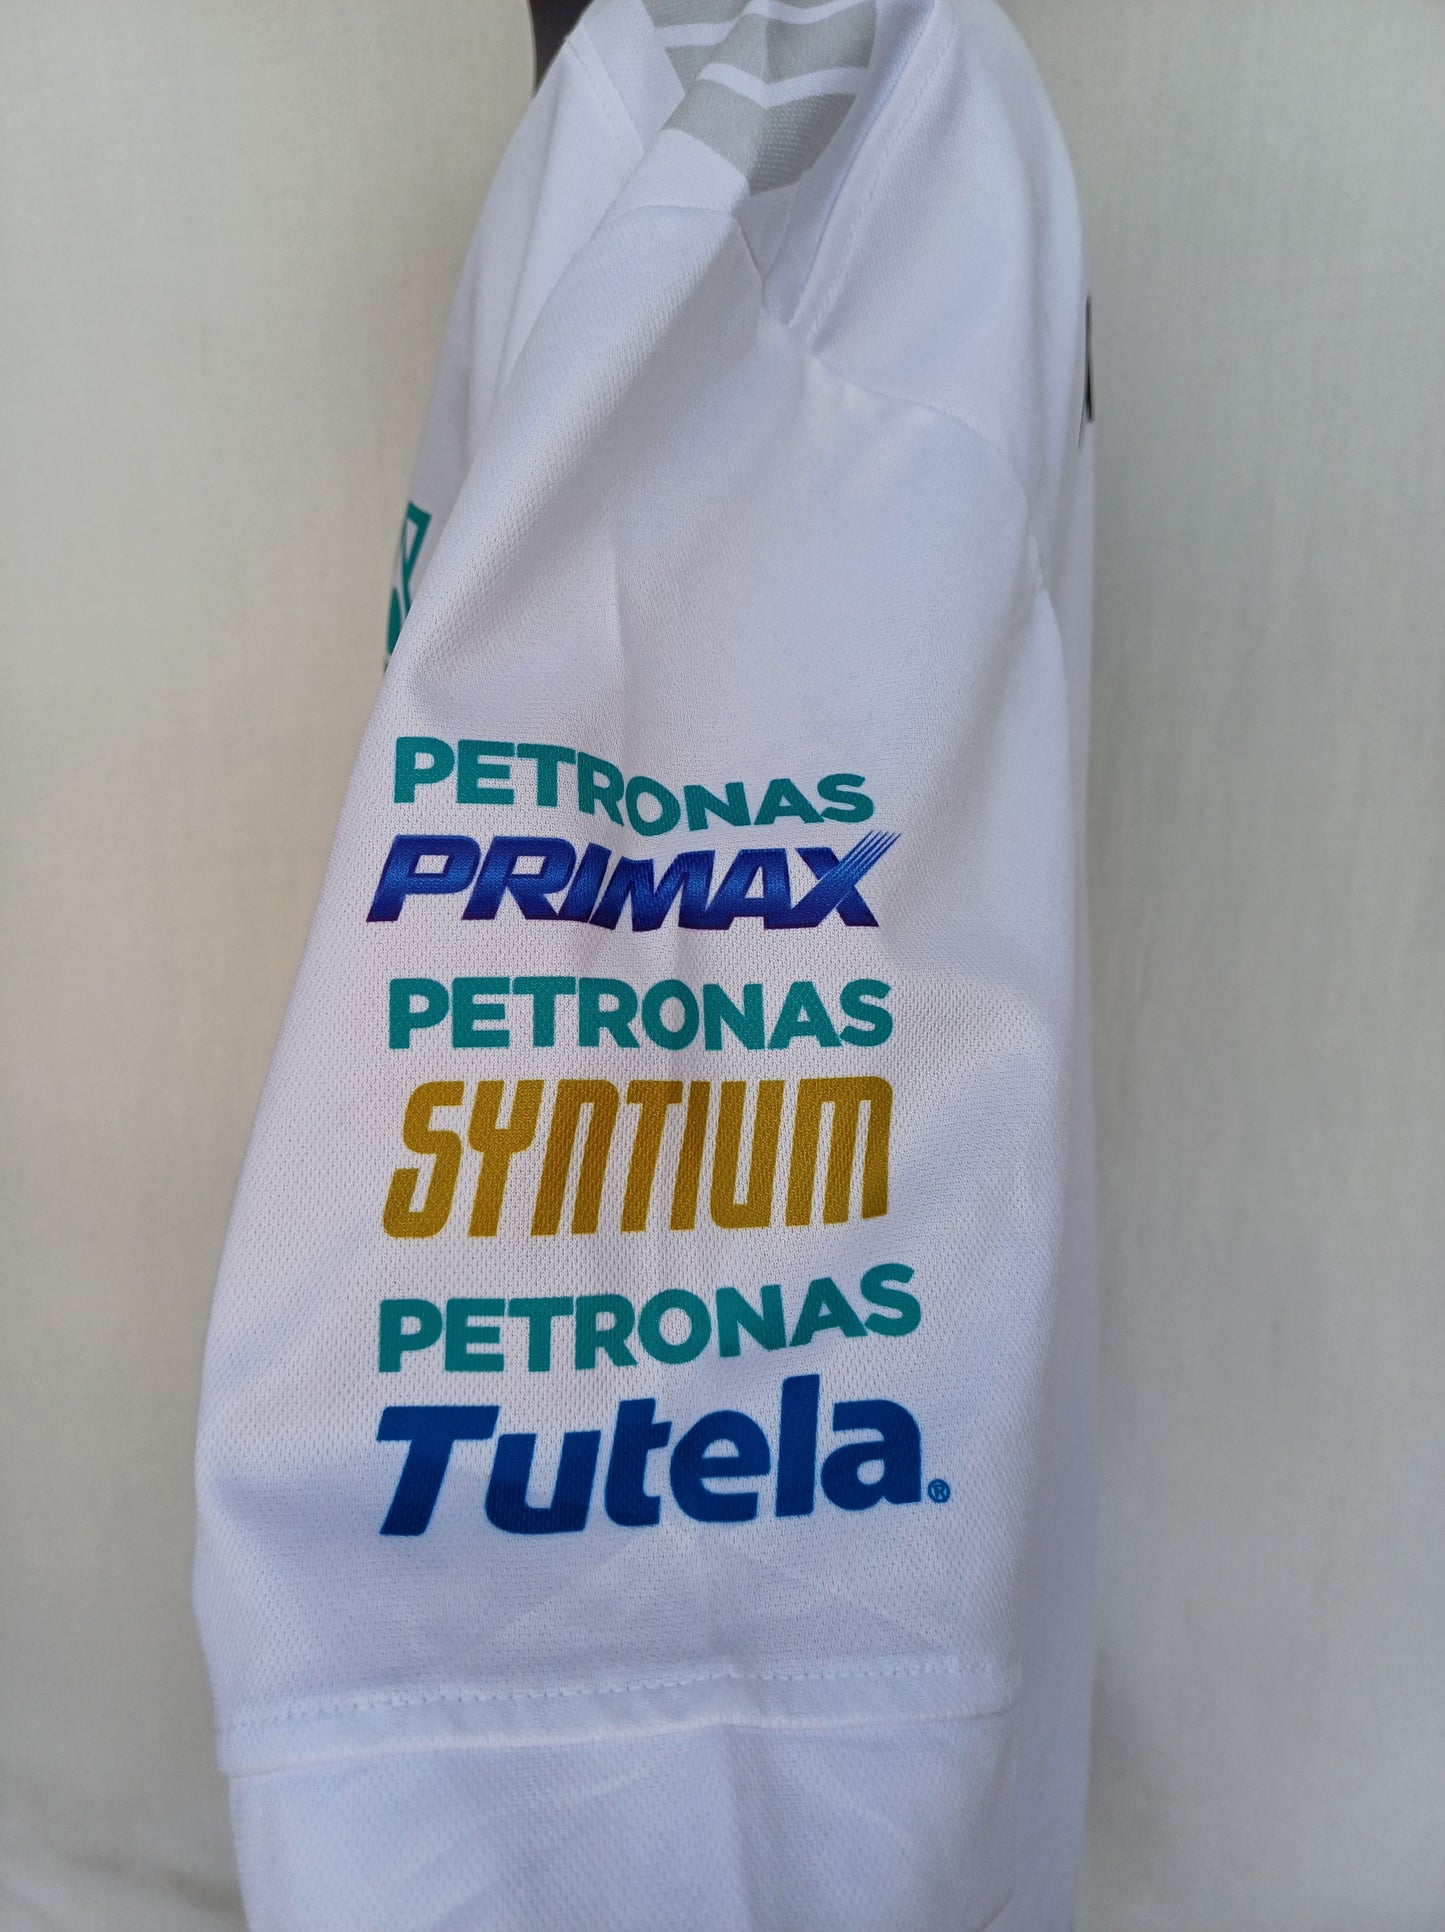 PETRONAS
PRIMAX
PETRONAS
SYNTIUM
PETRONAS
Tutela®